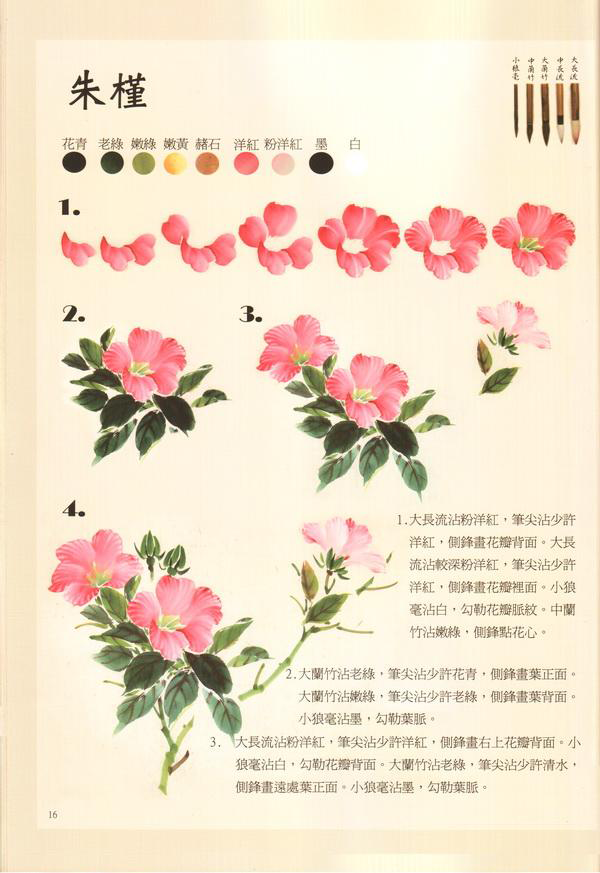 朱槿
大長流
中長流
大蘭竹
中蘭竹
小狼毫
花青 老綠 嫩綠 嫩黃 赭石 洋紅 粉洋紅 墨 白
1.
2.
3.
4.
1.大長流沾粉洋紅，筆尖沾少許
洋紅，側鋒畫花瓣背面。大長
流沾較深粉洋紅，筆尖沾少許
洋紅，側鋒畫花瓣裡面。小狼
毫沾白，勾勒花瓣脈紋。中蘭
竹沾嫩綠，側鋒點花心。
2.大蘭竹沾老綠，筆尖沾少許花青，側鋒畫葉正面。
大蘭竹沾嫩綠，筆尖沾少許老綠，側鋒畫葉背面。
小狼毫沾墨，勾勒葉脈。
3. 大長流沾粉洋紅，筆尖沾少許洋紅，側鋒畫右上花瓣背面。小
狼毫沾白，勾勒花瓣背面。大蘭竹沾老綠，筆尖沾少許清水，
側鋒畫遠處葉正面。小狼毫沾墨，勾勒葉脈。
16